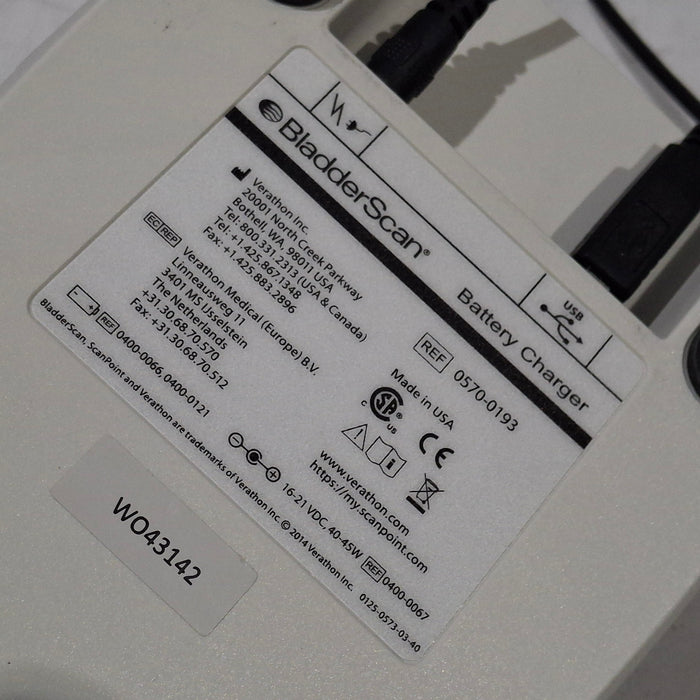 BladderScan®
Battery Charger
USB
Verathon Inc.
20001 North Creek Parkway
Bothell, WA, 98011 USA
Tel: 800.331.2313 (USA & Canada)
Tel: +1.425.867.1348
Fax: +1.425.883.2896
EC REP
Verathon Medical (Europe) B.V.
Linneausweg 11
3401 MS IJsselstein
The Netherlands
+31.30.68.70.570
Fax: +31.30.68.70.512
REF 0400-0066, 0400-0121
REF 0570-0193
Made in USA
C SA® US
CE
www.verathon.com
https://my.scanpoint.com
16-21 VDC, 40-45W REF 0400-0067
BladderScan, ScanPoint and Verathon are trademarks of Verathon Inc. © 2014 Verathon Inc. 0125-0573-03-40
WO43142